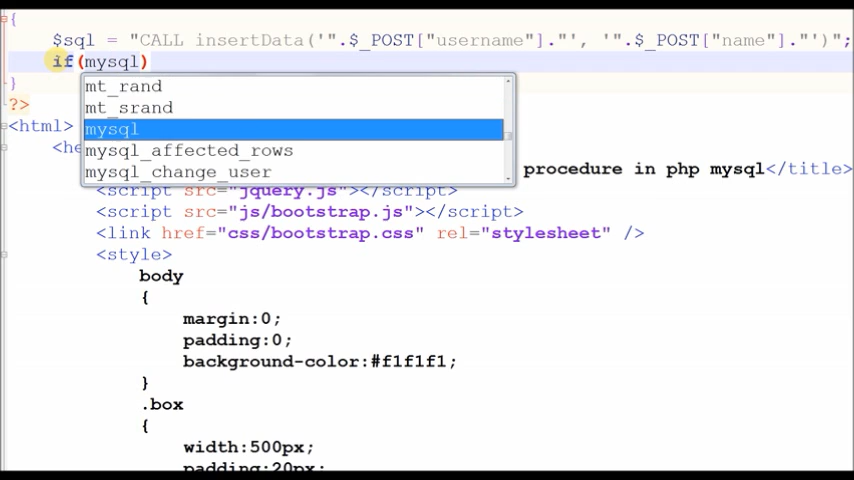 {
$sql = "CALL insertData('".$_POST["username"]."', '".$_POST["name"]."')";
if(mysql)
}
mt_rand
?>
mt_srand
<html>
mysql
<he
mysql_affected_rows
mysql_change_user
procedure in php mysql</title>
<script src="jquery.js"></script>
<script src="js/bootstrap.js"></script>
<link href="css/bootstrap.css" rel="stylesheet" />
<style>
body
{
margin:0;
padding:0;
background-color:#f1f1f1;
}
.box
{
width:500px;
padding:20px;